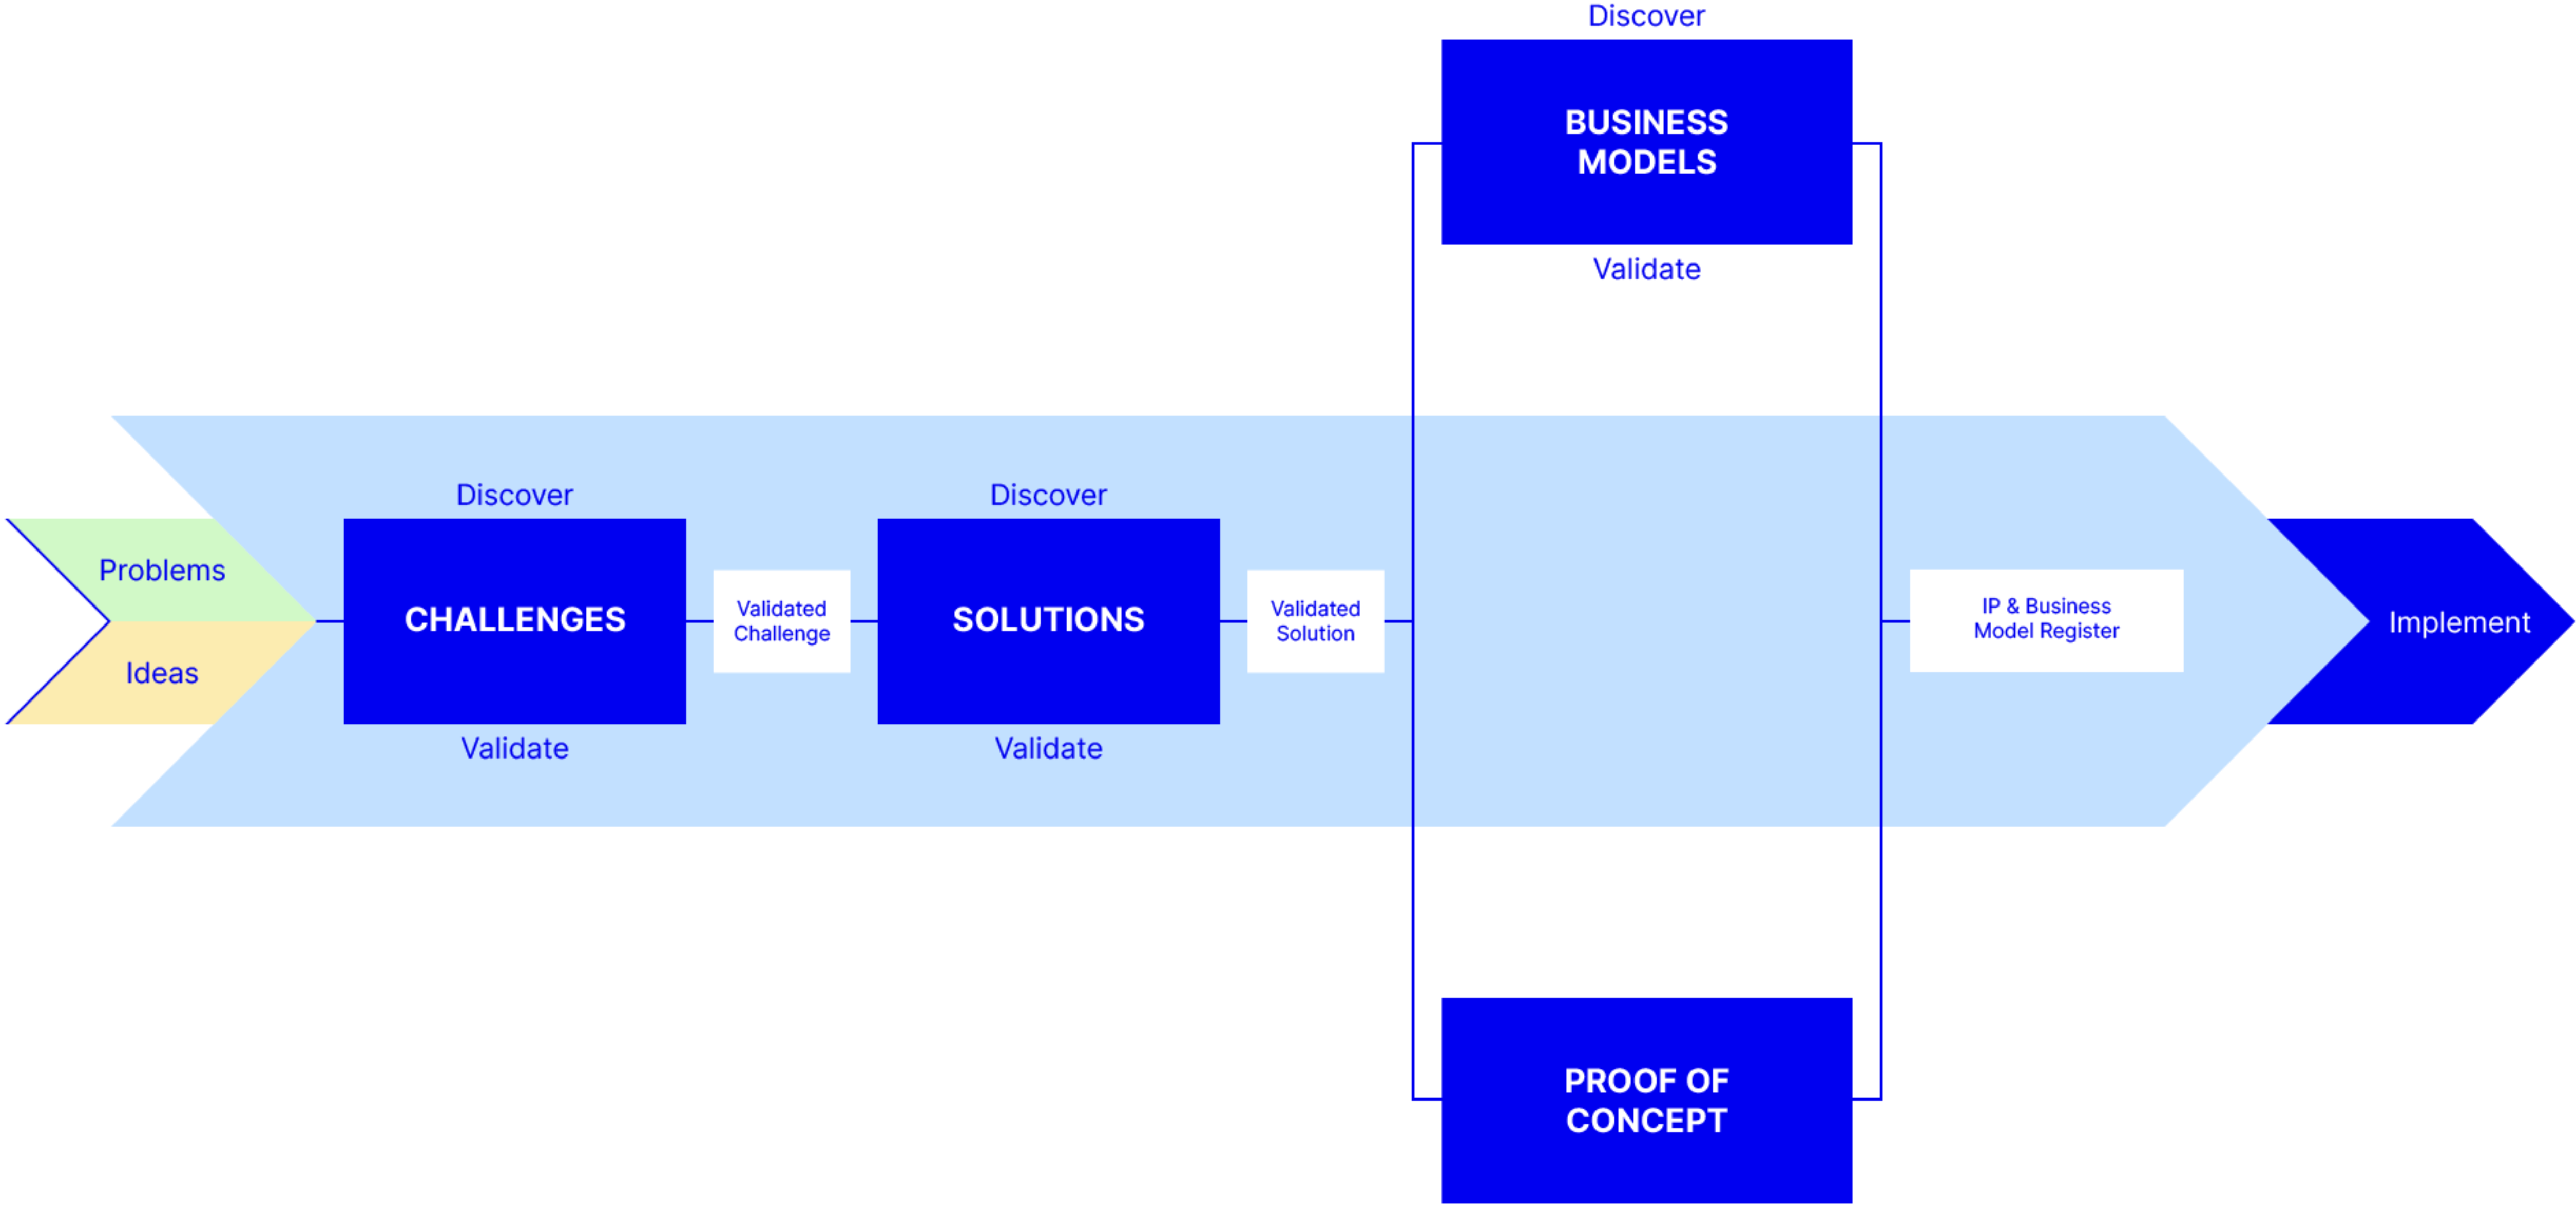 Discover
BUSINESS
MODELS
Validate
Problems
Ideas
Discover
CHALLENGES
Validate
Validated
Challenge
Discover
SOLUTIONS
Validate
Validated
Solution
IP & Business
Model Register
Implement
PROOF OF
CONCEPT